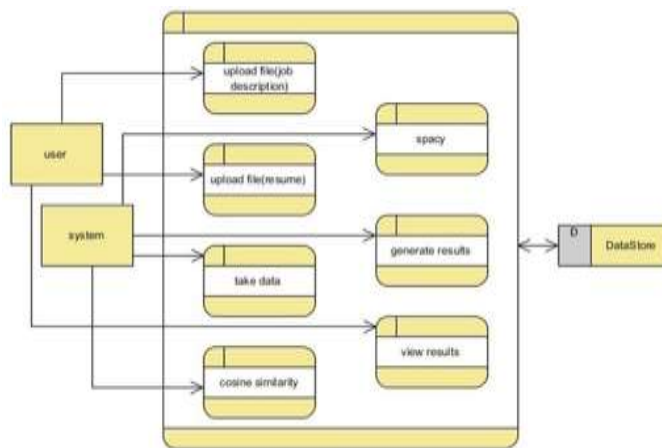 upload file(job
description)
user
spacy
upload file(resume)
system
generate results
D
DataStore
take data
view results
cosine similarity